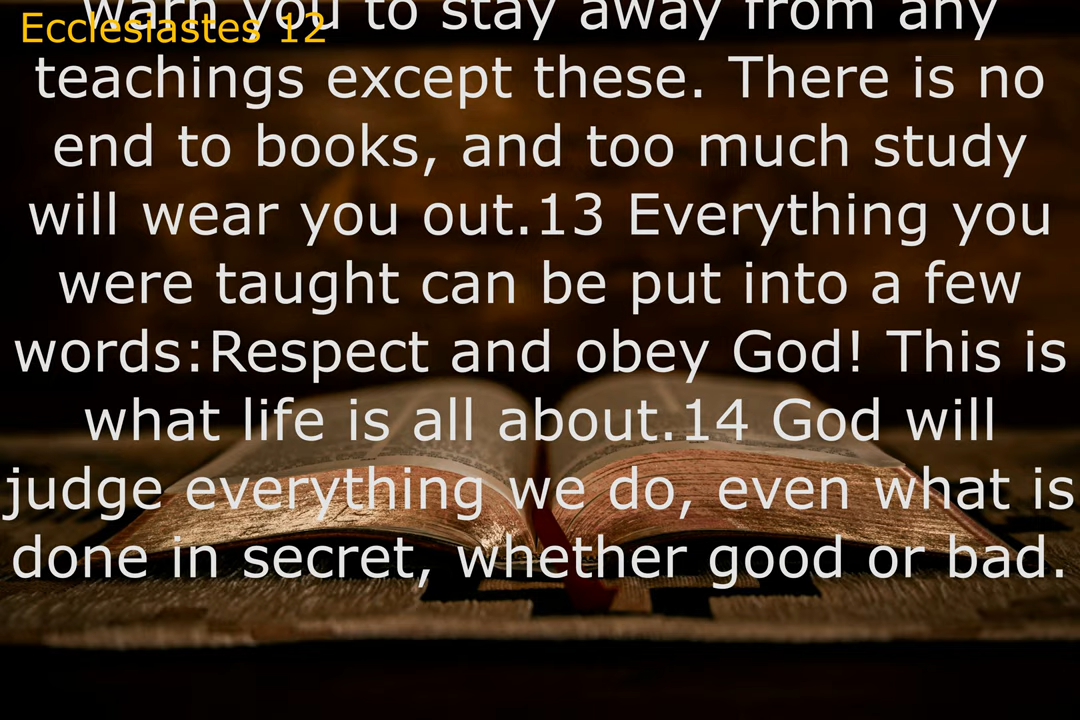 Ecclesiastes 12
warn you to stay away from any
teachings except these. There is no
end to books, and too much study
will wear you out.13 Everything you
were taught can be put into a few
words:Respect and obey God! This is
what life is all about.14 God will
judge everything we do, even what is
done in secret, whether good or bad.